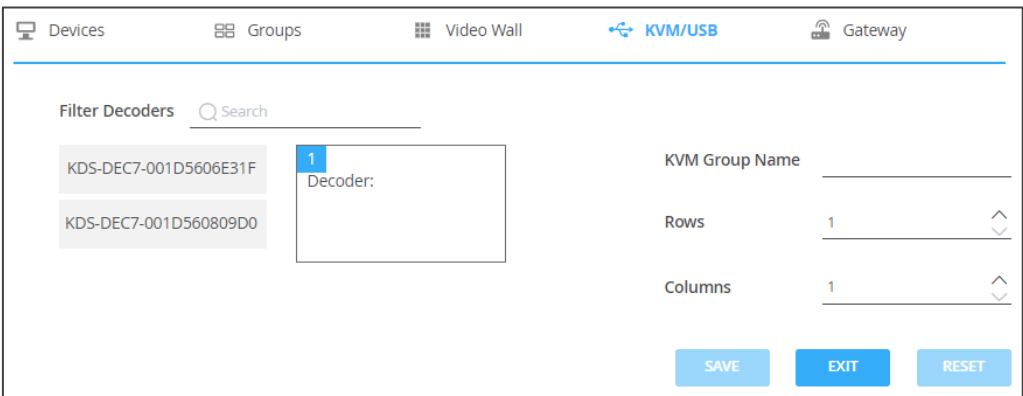 Devices Groups Video Wall KVM/USB Gateway
Filter Decoders Search
KDS-DEC7-001D5606E31F
KDS-DEC7-001D560809D0
1
Decoder:
KVM Group Name
Rows 1
Columns 1
SAVE EXIT RESET